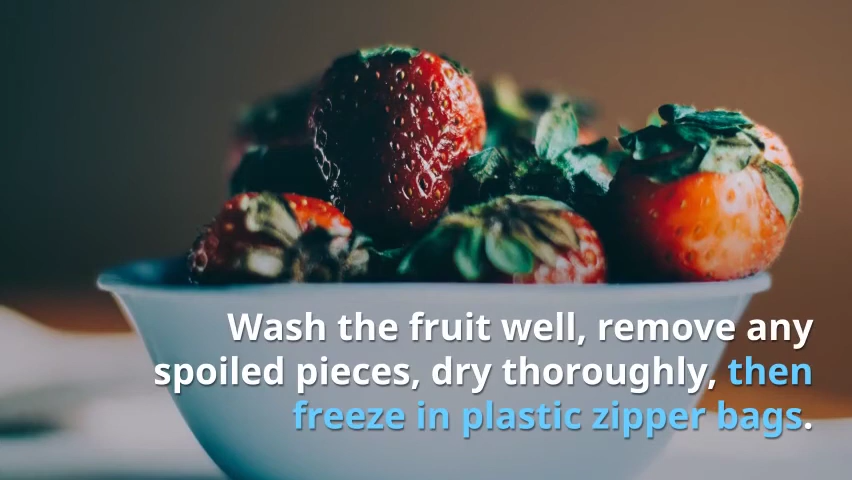 Wash the fruit well, remove any
spoiled pieces, dry thoroughly, then
freeze in plastic zipper bags.